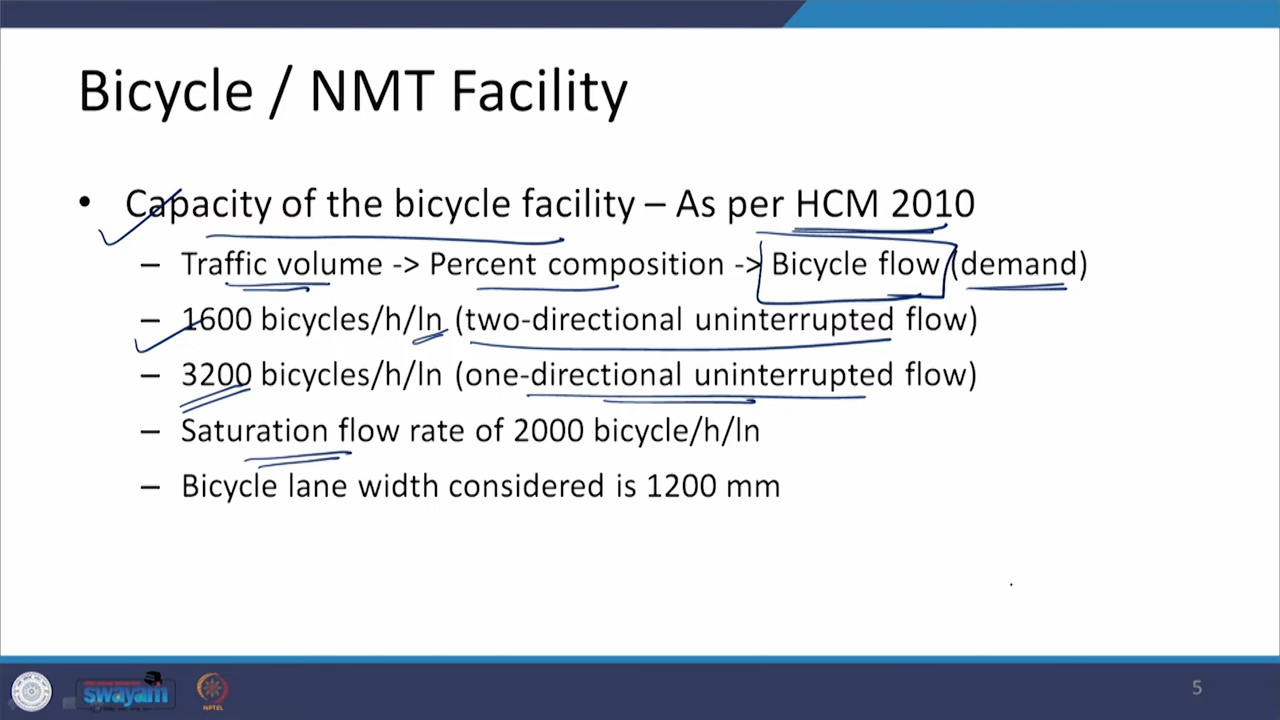 Bicycle / NMT Facility
• Capacity of the bicycle facility – As per HCM 2010
– Traffic volume -> Percent composition -> Bicycle flow (demand)
– 1600 bicycles/h/ln (two-directional uninterrupted flow)
– 3200 bicycles/h/ln (one-directional uninterrupted flow)
– Saturation flow rate of 2000 bicycle/h/ln
– Bicycle lane width considered is 1200 mm
swayam
NPTEL
5